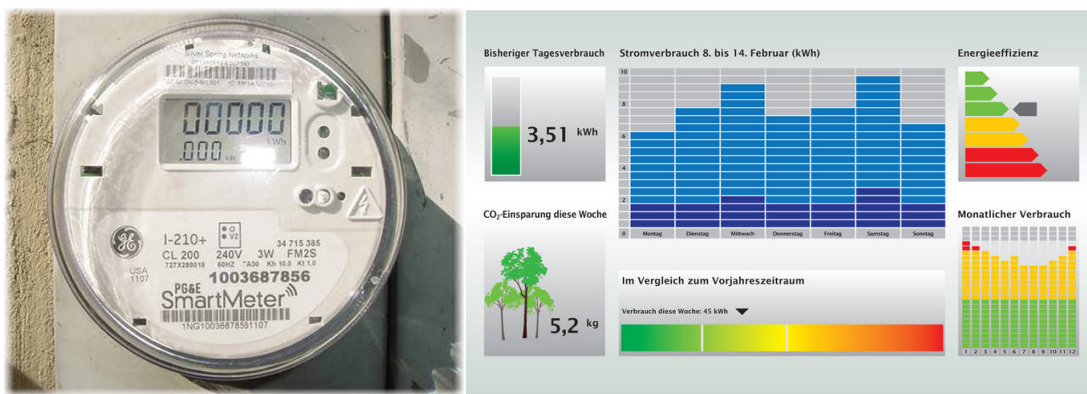 Silver Spring Networks
00000
kWh
.000 kW
GE
I-210+
CL 200
240V
3W
FM2S
34 715 385
727X280018
60HZ
TA30
Kh 10.0
Kt 1.0
USA
1107
1003687856
PG&E
SmartMeter
1NG10036878561107
Bisheriger Tagesverbrauch
3,51 kWh
CO₂-Einsparung diese Woche
5,2 kg
Stromverbrauch 8. bis 14. Februar (kWh)
10
8
6
4
2
0
Montag Dienstag Mittwoch Donnerstag Freitag Samstag Sonntag
Im Vergleich zum Vorjahreszeitraum
Verbrauch diese Woche: 45 kWh
Energieeffizienz
Monatlicher Verbrauch
1 2 3 4 5 6 7 8 9 10 11 12